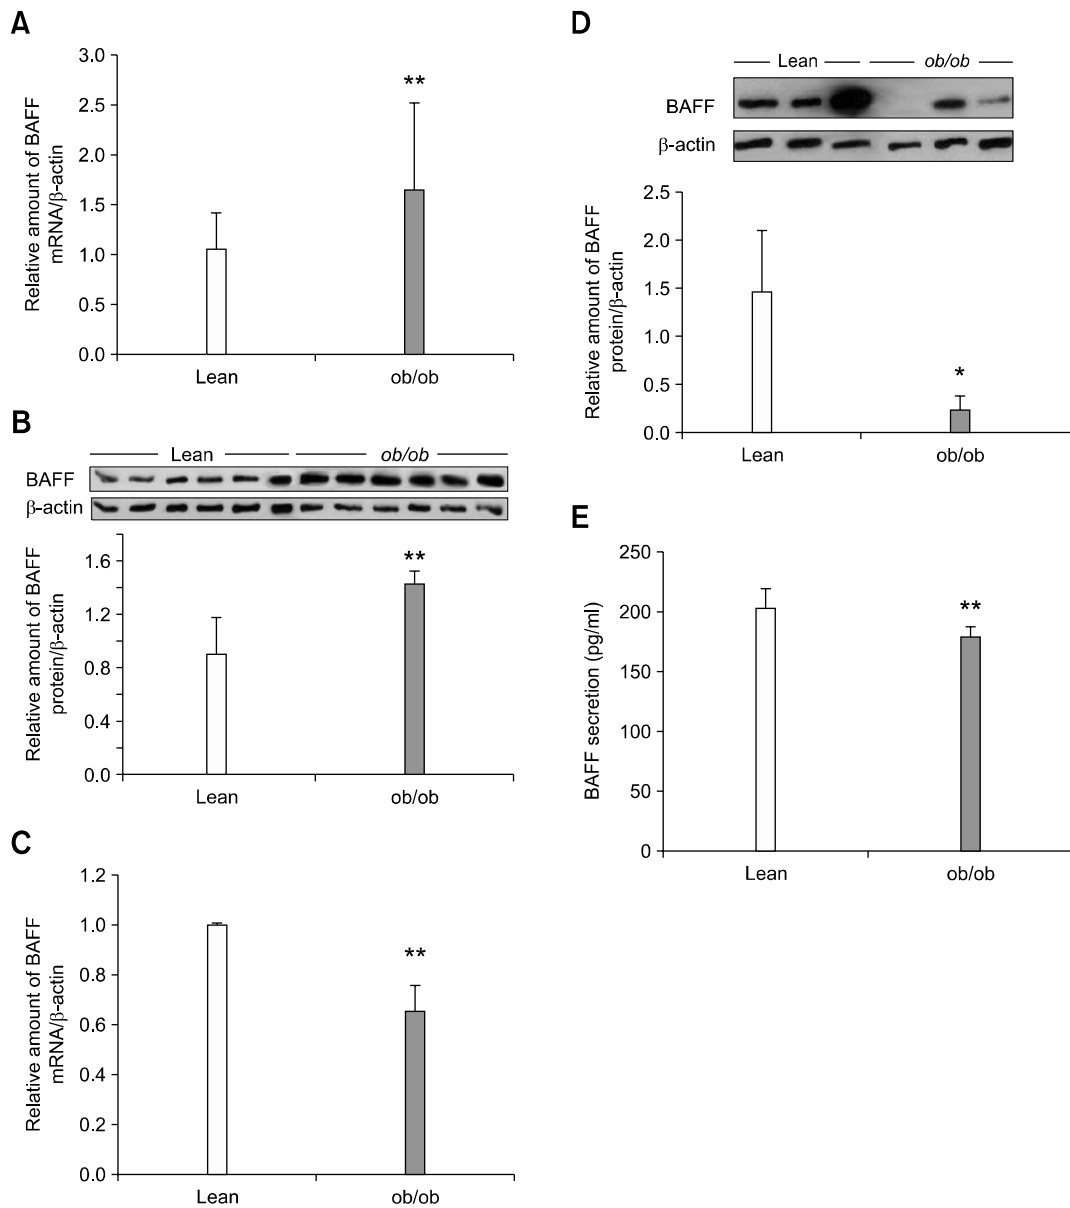 A
3.0
2.5
2.0
1.5
1.0
0.5
0.0
Relative amount of BAFF
mRNA/β-actin
**
Lean
ob/ob
B
Lean
ob/ob
BAFF
β-actin
1.6
1.2
0.8
0.4
0.0
Relative amount of BAFF
protein/β-actin
**
Lean
ob/ob
C
1.2
1.0
0.8
0.6
0.4
0.2
0.0
Relative amount of BAFF
mRNA/β-actin
**
Lean
ob/ob
D
Lean
ob/ob
BAFF
β-actin
2.5
2.0
1.5
1.0
0.5
0.0
Relative amount of BAFF
protein/β-actin
*
Lean
ob/ob
E
250
200
150
100
50
0
BAFF secretion (pg/ml)
**
Lean
ob/ob